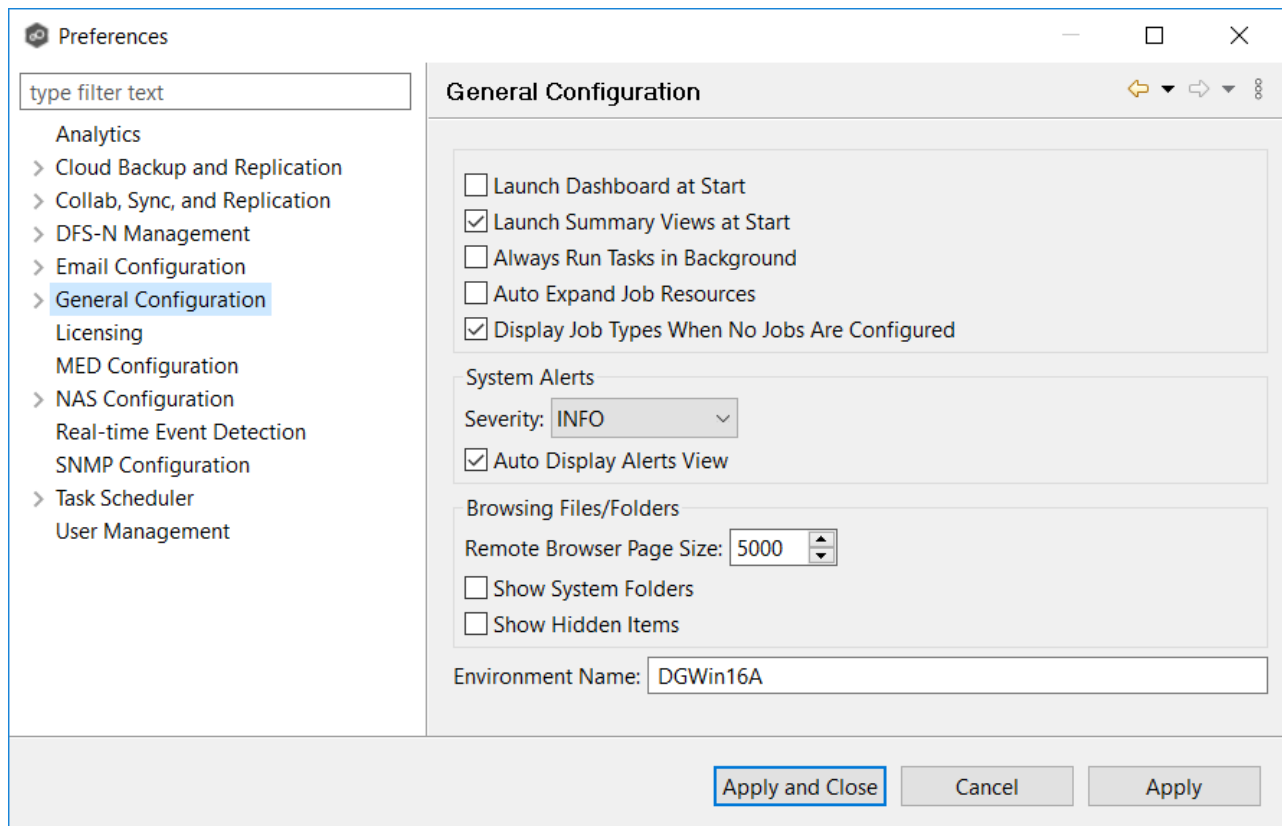 Preferences
type filter text
Analytics
Cloud Backup and Replication
Collab, Sync, and Replication
DFS-N Management
Email Configuration
General Configuration
Licensing
MED Configuration
NAS Configuration
Real-time Event Detection
SNMP Configuration
Task Scheduler
User Management
General Configuration
Launch Dashboard at Start
Launch Summary Views at Start
Always Run Tasks in Background
Auto Expand Job Resources
Display Job Types When No Jobs Are Configured
System Alerts
Severity: INFO
Auto Display Alerts View
Browsing Files/Folders
Remote Browser Page Size: 5000
Show System Folders
Show Hidden Items
Environment Name: DGWin16A
Apply and Close Cancel Apply